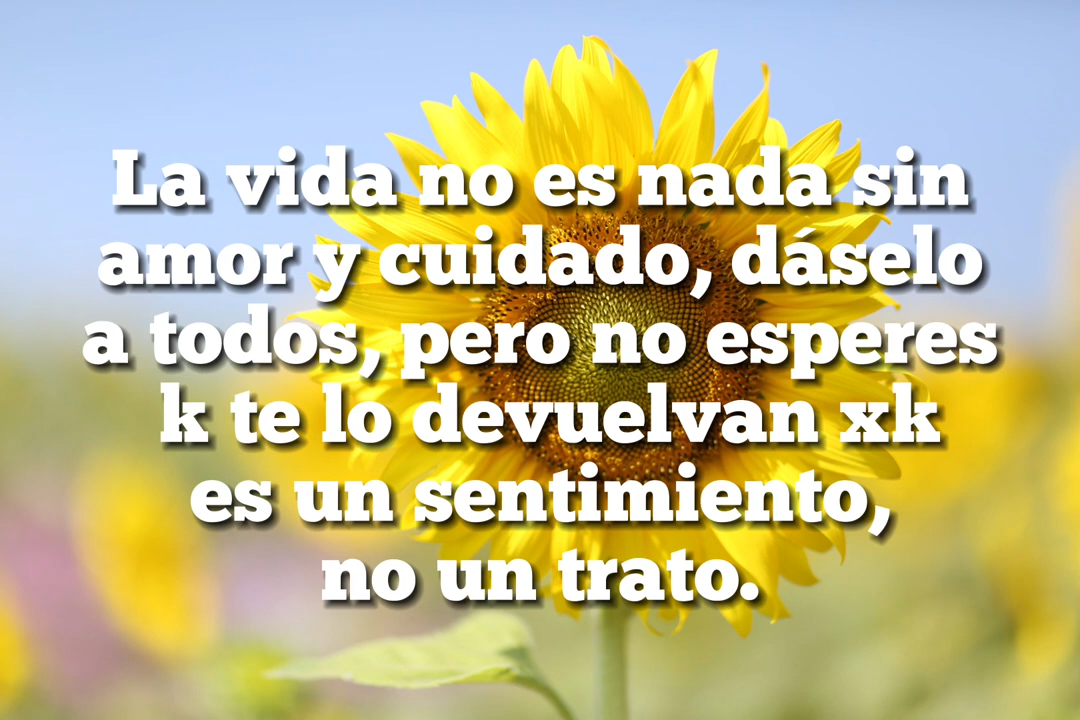 La vida no es nada sin
amor y cuidado, dáselo
a todos, pero no esperes
k te lo devuelvan xk
es un sentimiento,
no un trato.